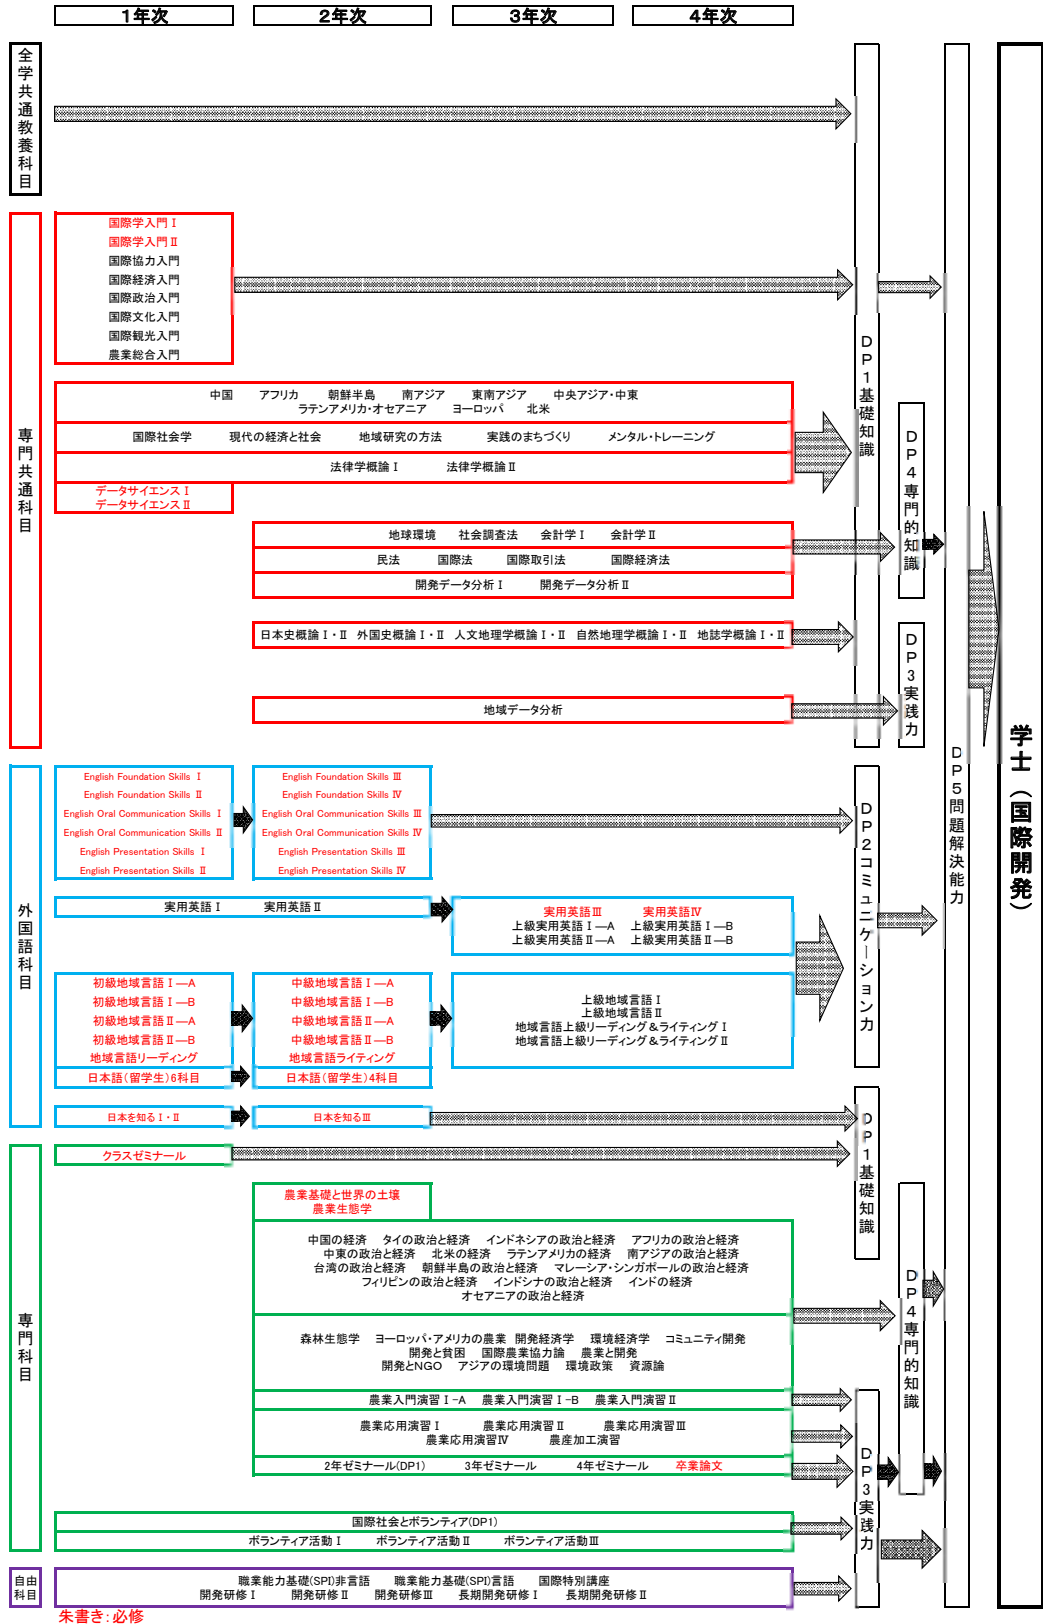 1年次
2年次
3年次
4年次
全学共通教養科目
専門共通科目
国際学入門Ⅰ
国際学入門Ⅱ
国際協力入門
国際経済入門
国際政治入門
国際文化入門
国際観光入門
農業総合入門
中国 アフリカ 朝鮮半島 南アジア 東南アジア 中央アジア・中東
ラテンアメリカ・オセアニア ヨーロッパ 北米
国際社会学 現代の経済と社会 地域研究の方法 実践のまちづくり メンタル・トレーニング
法律学概論Ⅰ 法律学概論Ⅱ
データサイエンスⅠ
データサイエンスⅡ
地球環境 社会調査法 会計学Ⅰ 会計学Ⅱ
民法 国際法 国際取引法 国際経済法
開発データ分析Ⅰ 開発データ分析Ⅱ
日本史概論Ⅰ・Ⅱ 外国史概論Ⅰ・Ⅱ 人文地理学概論Ⅰ・Ⅱ 自然地理学概論Ⅰ・Ⅱ 地誌学概論Ⅰ・Ⅱ
地域データ分析
DP1基礎知識
DP4専門的知識
DP3実践力
DP5問題解決能力
学士（国際開発）
外国語科目
English Foundation Skills Ⅰ
English Foundation Skills Ⅱ
English Oral Communication Skills Ⅰ
English Oral Communication Skills Ⅱ
English Presentation Skills Ⅰ
English Presentation Skills Ⅱ
English Foundation Skills Ⅲ
English Foundation Skills Ⅳ
English Oral Communication Skills Ⅲ
English Oral Communication Skills Ⅳ
English Presentation Skills Ⅲ
English Presentation Skills Ⅳ
実用英語Ⅰ 実用英語Ⅱ
実用英語Ⅲ 実用英語Ⅳ
上級実用英語Ⅰ―A 上級実用英語Ⅰ―B
上級実用英語Ⅱ―A 上級実用英語Ⅱ―B
初級地域言語Ⅰ―A
初級地域言語Ⅰ―B
初級地域言語Ⅱ―A
初級地域言語Ⅱ―B
地域言語リーディング
日本語（留学生）6科目
中級地域言語Ⅰ―A
中級地域言語Ⅰ―B
中級地域言語Ⅱ―A
中級地域言語Ⅱ―B
地域言語ライティング
日本語（留学生）4科目
上級地域言語Ⅰ
上級地域言語Ⅱ
地域言語上級リーディング＆ライティングⅠ
地域言語上級リーディング＆ライティングⅡ
日本を知るⅠ・Ⅱ
日本を知るⅢ
DP2コミュニケーション力
DP1基礎知識
専門科目
クラスゼミナール
農業基礎と世界の土壌
農業生態学
中国の経済 タイの政治と経済 インドネシアの政治と経済 アフリカの政治と経済
中東の政治と経済 北米の経済 ラテンアメリカの経済 南アジアの政治と経済
台湾の政治と経済 朝鮮半島の政治と経済 マレーシア・シンガポールの政治と経済
フィリピンの政治と経済 インドシナの政治と経済 インドの経済
オセアニアの政治と経済
森林生態学 ヨーロッパ・アメリカの農業 開発経済学 環境経済学 コミュニティ開発
開発と貧困 国際農業協力論 農業と開発
開発とNGO アジアの環境問題 環境政策 資源論
農業入門演習Ⅰ-A 農業入門演習Ⅰ-B 農業入門演習Ⅱ
農業応用演習Ⅰ 農業応用演習Ⅱ 農業応用演習Ⅲ
農業応用演習Ⅳ 農産加工演習
2年ゼミナール(DP1) 3年ゼミナール 4年ゼミナール 卒業論文
国際社会とボランティア(DP1)
ボランティア活動Ⅰ ボランティア活動Ⅱ ボランティア活動Ⅲ
DP4専門的知識
DP3実践力
自由科目
職業能力基礎(SPI)非言語 職業能力基礎(SPI)言語 国際特別講座
開発研修Ⅰ 開発研修Ⅱ 開発研修Ⅲ 長期開発研修Ⅰ 長期開発研修Ⅱ
朱書き：必修